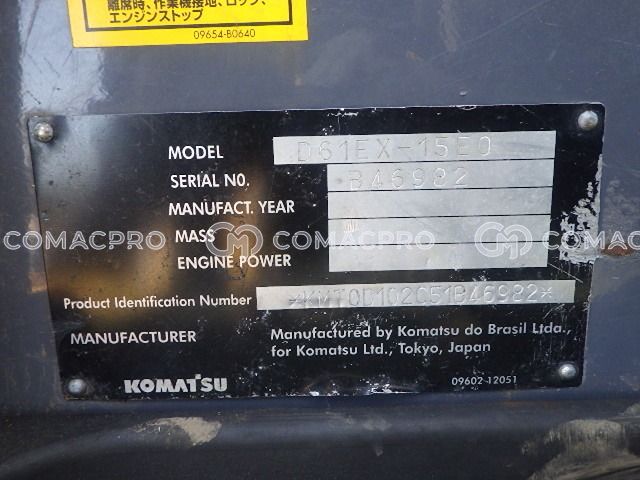 離席時、作業機接地、ロック、
エンジンストップ
09654-B0640
MODEL D61EX-15E0
SERIAL NO. B46982
MANUFACT. YEAR
MASS
ENGINE POWER
COMACPRO COMACPRO COMACPRO
Product Identification Number *KMT0D102C51B46982*
MANUFACTURER Manufactured by Komatsu do Brasil Ltda.,
for Komatsu Ltd., Tokyo, Japan
KOMATSU 09602-12051